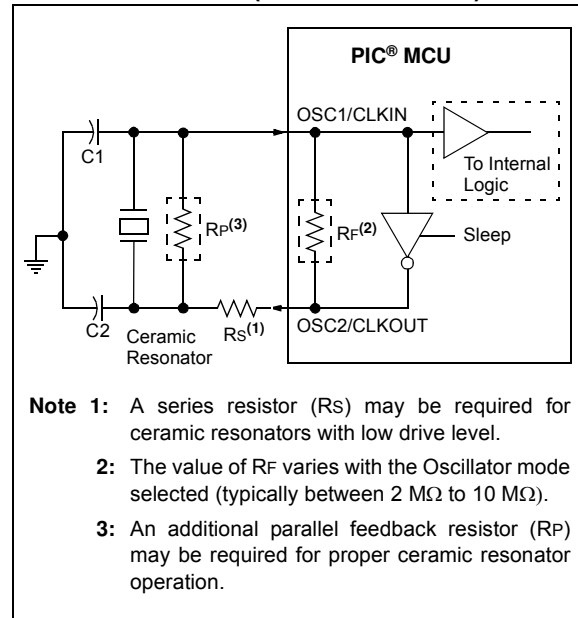 PIC® MCU
OSC1/CLKIN
C1
To Internal
Logic
RP(3)
RF(2)
Sleep
C2
Ceramic
Resonator
RS(1)
OSC2/CLKOUT
Note 1: A series resistor (RS) may be required for
ceramic resonators with low drive level.
2: The value of RF varies with the Oscillator mode
selected (typically between 2 MΩ to 10 MΩ).
3: An additional parallel feedback resistor (RP)
may be required for proper ceramic resonator
operation.